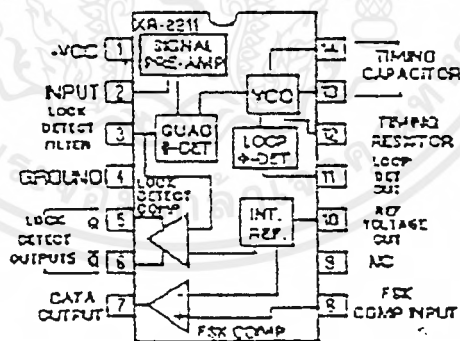 XR-2211
+VCC 1
SIGNAL
PRE-AMP
14 TIMING
CAPACITOR
INPUT 2
VCO
13
LOCK
DETECT
FILTER
3
QUAD
φ-DET
LOOP
φ-DET
12 TIMING
RESISTOR
GROUND 4
11 LOOP
DET
OUT
LOCK
DETECT
COMP
LOCK
DETECT
OUTPUTS
Q 5
Q̅ 6
INT.
REF.
10 REF
VOLTAGE
OUT
9 NC
DATA
OUTPUT
7
FSK COMP
8 FSK
COMP INPUT